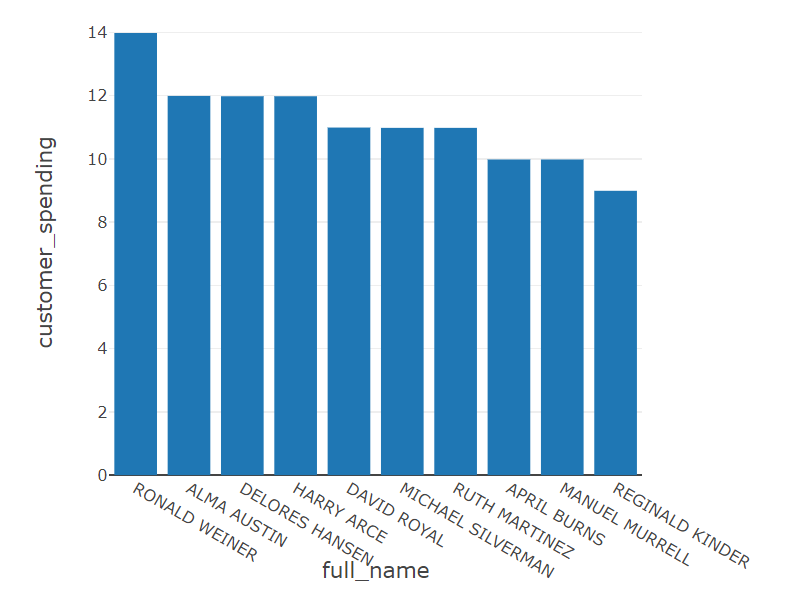 customer_spending
14
12
10
8
6
4
2
0
RONALD WEINER
ALMA AUSTIN
DELORES HANSEN
HARRY ARCE
DAVID ROYAL
MICHAEL SILVERMAN
RUTH MARTINEZ
APRIL BURNS
MANUEL MURRELL
REGINALD KINDER
full_name